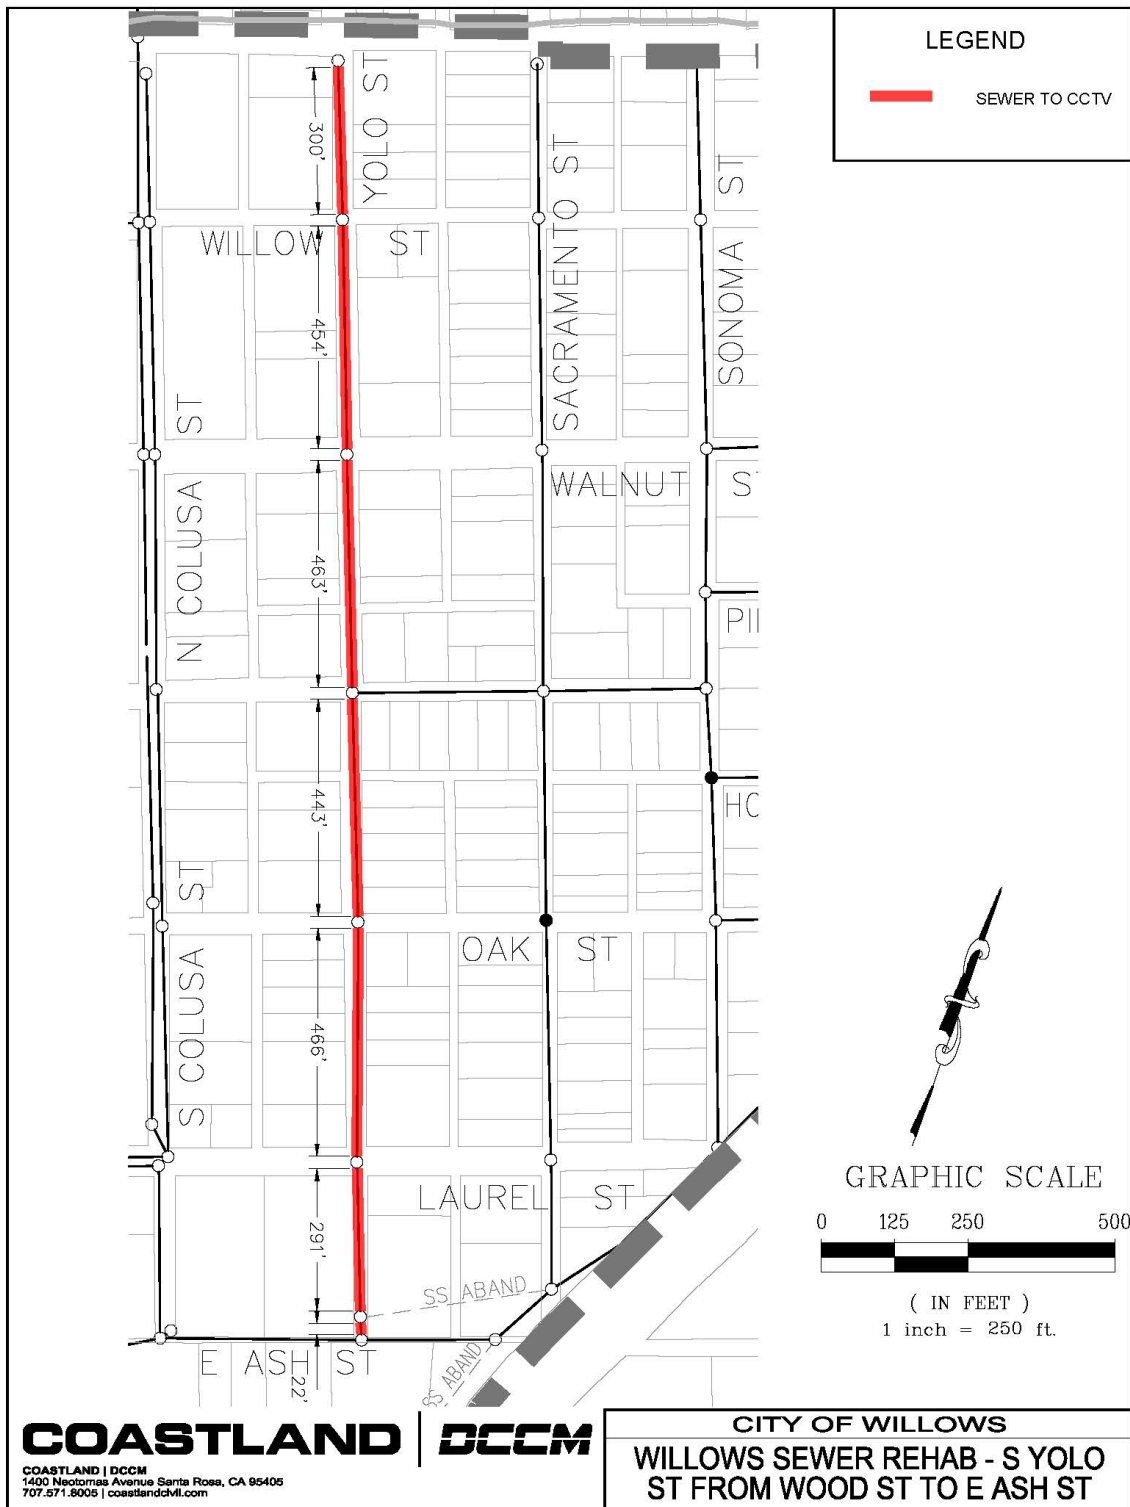 LEGEND
SEWER TO CCTV
YOLO ST
300'
WILLOW ST
SACRAMENTO ST
ST
SONOMA
454'
ST
N COLUSA
WALNUT
463'
443'
HO
ST
S COLUSA
OAK ST
466'
LAUREL ST
291'
SS ABAND
SS ABAND
E ASH ST
22'
GRAPHIC SCALE
0 125 250 500
( IN FEET )
1 inch = 250 ft.
COASTLAND | DCCM
COASTLAND | DCCM
1400 Neotomas Avenue Santa Rosa, CA 95405
707.571.8005 | coastlandcivil.com
CITY OF WILLOWS
WILLOWS SEWER REHAB - S YOLO
ST FROM WOOD ST TO E ASH ST